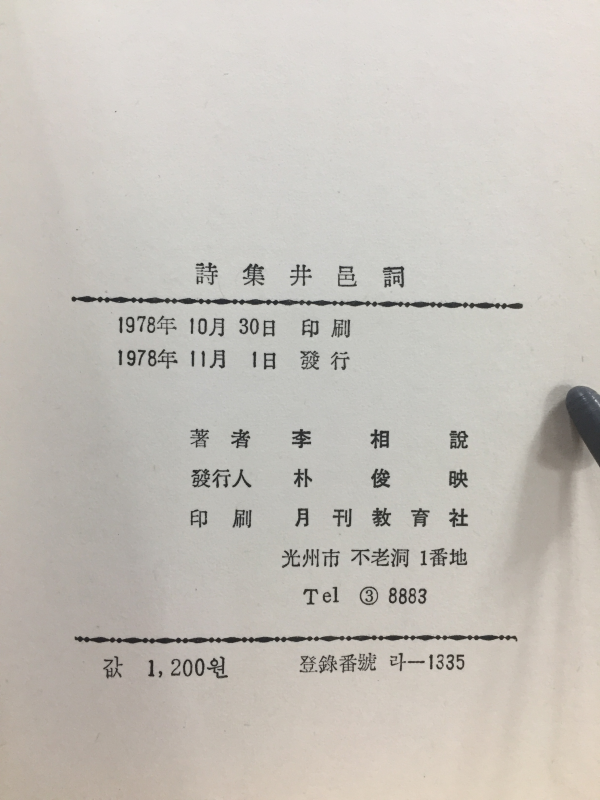 詩集井邑詞
1978年 10月 30日 印刷
1978年 11月 1日 發行
著者 李相說
發行人 朴俊映
印刷 月刊教育社
光州市 不老洞 1番地
Tel ③ 8883
값 1,200원 登錄番號 라—1335